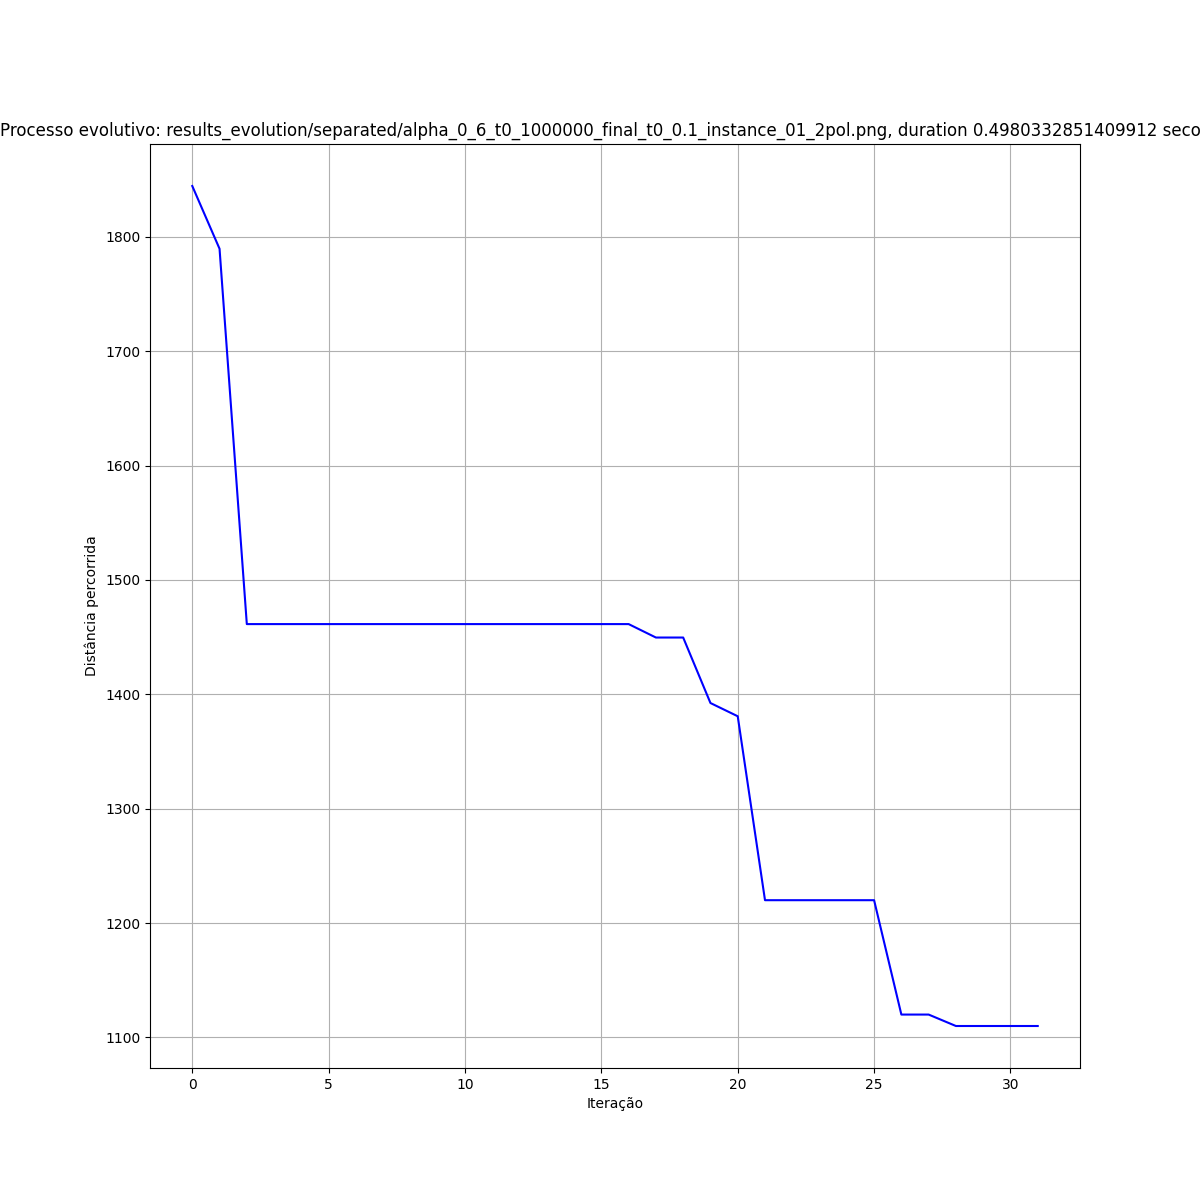 Processo evolutivo: results_evolution/separated/alpha_0_6_t0_1000000_final_t0_0.1_instance_01_2pol.png, duration 0.4980332851409912 seco
1800
1700
1600
1500
1400
1300
1200
1100
Distância percorrida
0 5 10 15 20 25 30
Iteração